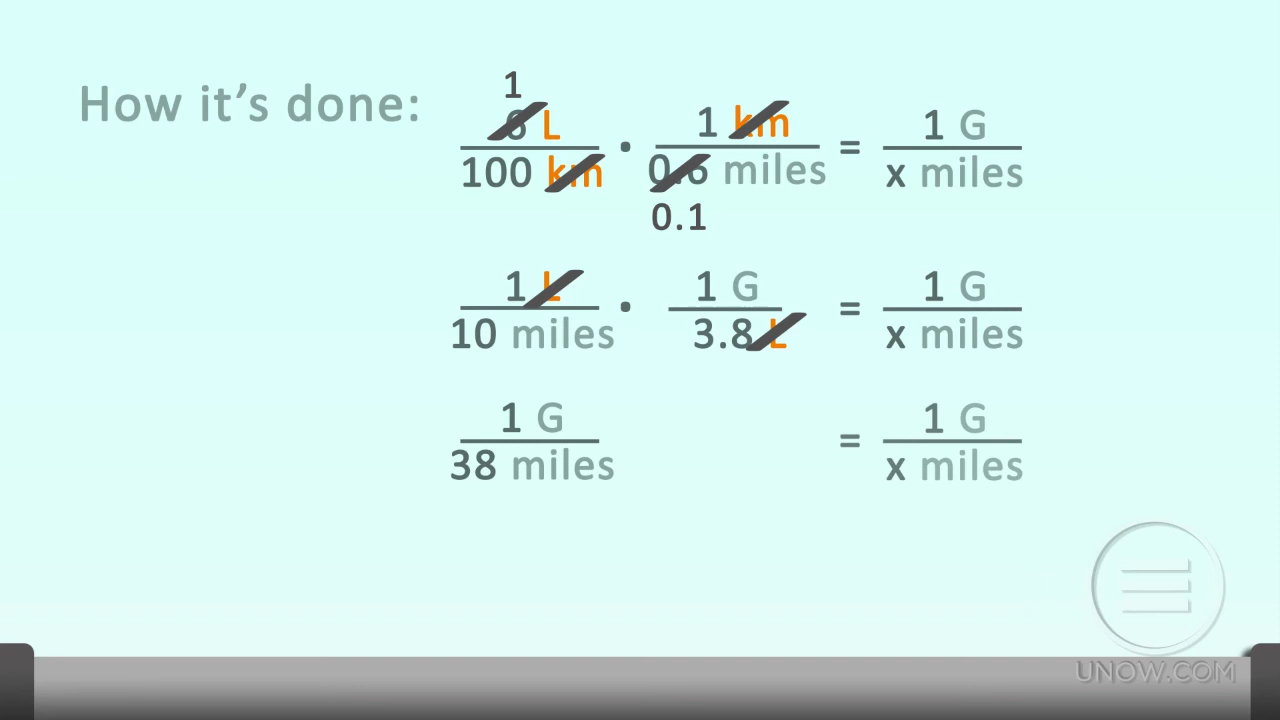 How it's done:
1
6 L
100 km
·
1 km
0.6 miles
0.1
=
1 G
x miles
1 L
10 miles
·
1 G
3.8 L
=
1 G
x miles
1 G
38 miles
=
1 G
x miles
UNOW.COM